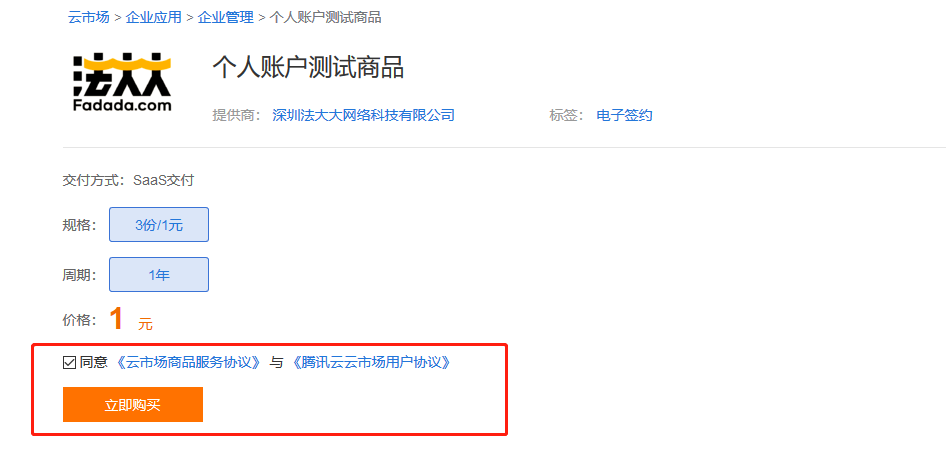 云市场 > 企业应用 > 企业管理 > 个人账户测试商品
法大大
Fadada.com
个人账户测试商品
提供商： 深圳法大大网络科技有限公司 标签： 电子签约
交付方式：SaaS交付
规格： 3份/1元
周期： 1年
价格： 1 元
同意 《云市场商品服务协议》 与 《腾讯云云市场用户协议》
立即购买